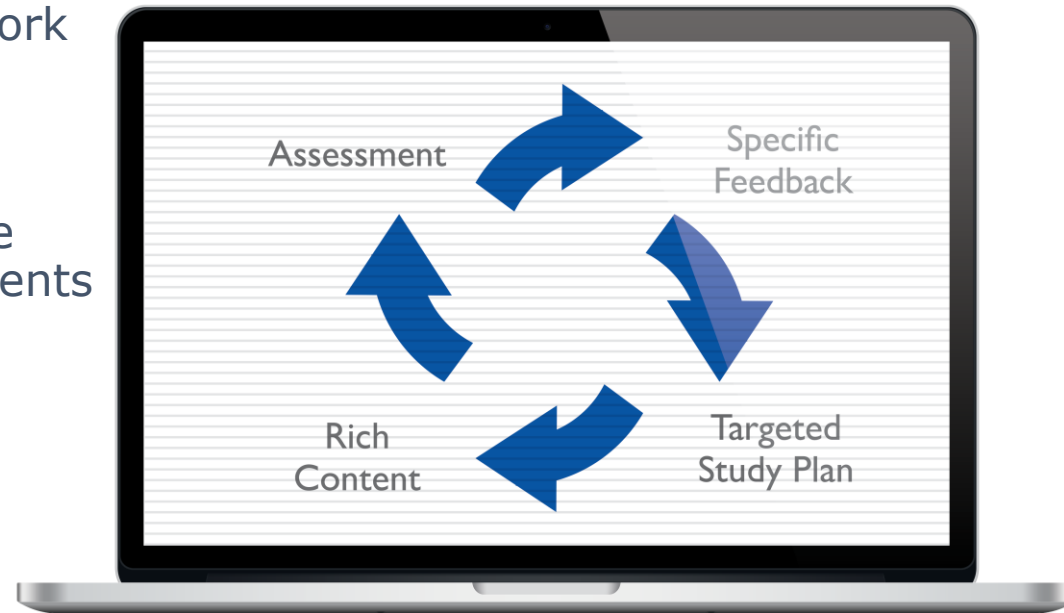 ork
e
ents
Assessment
Specific
Feedback
Targeted
Study Plan
Rich
Content